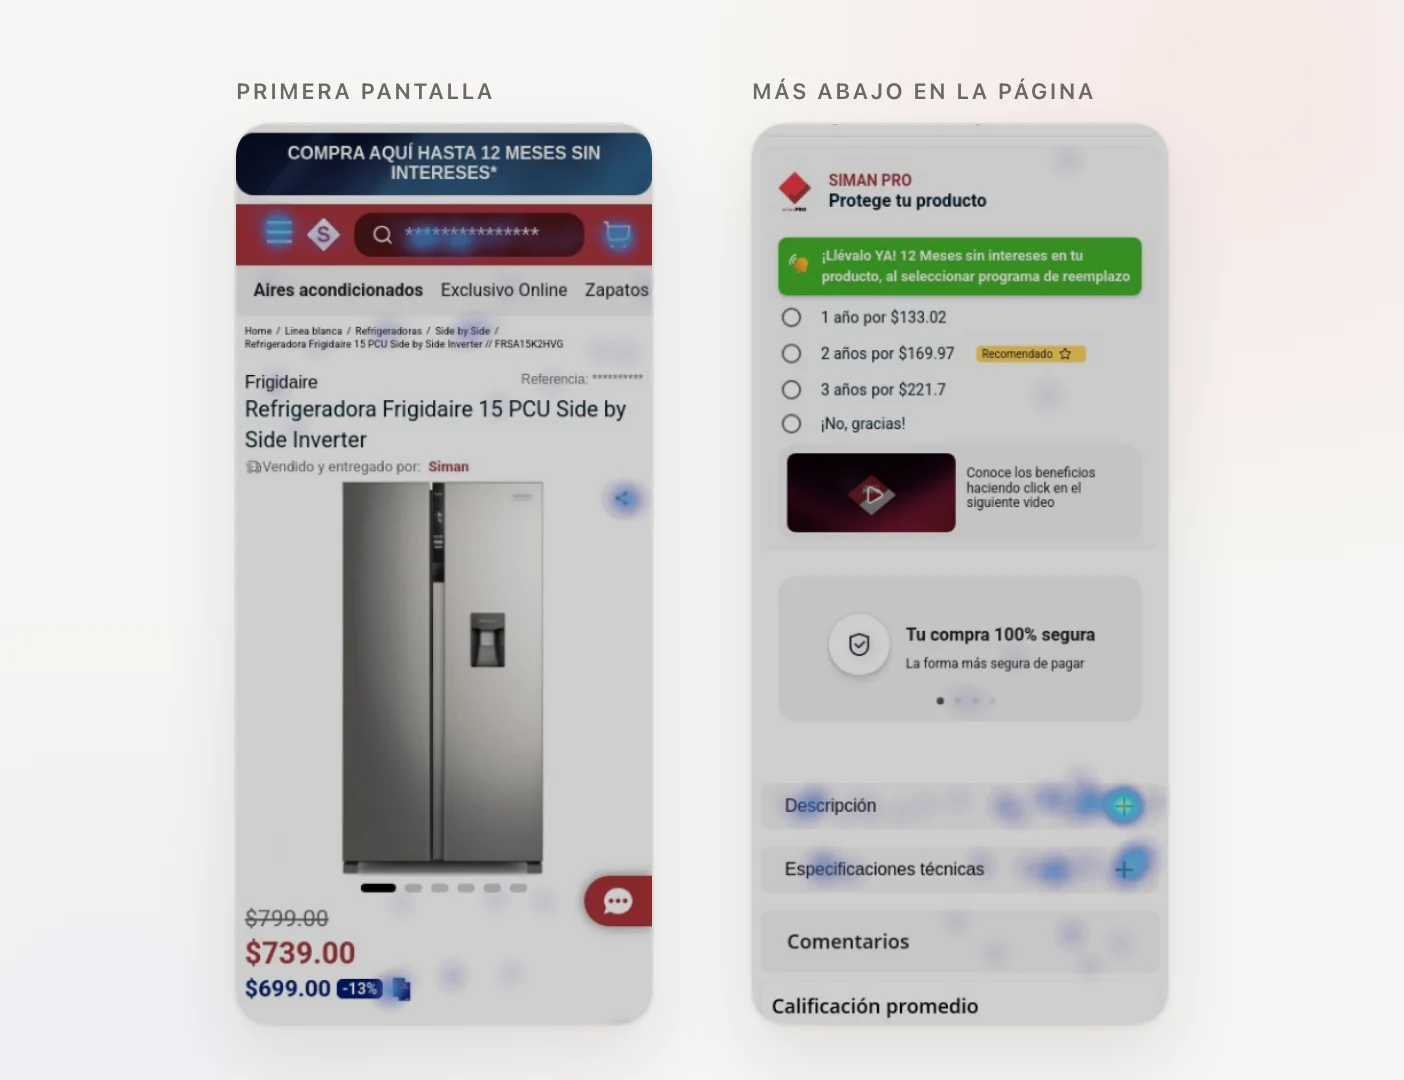 PRIMERA PANTALLA
COMPRA AQUÍ HASTA 12 MESES SIN
INTERESES*
S
***************
Aires acondicionados Exclusivo Online Zapatos
Home / Linea blanca / Refrigeradoras / Side by Side /
Refrigeradora Frigidaire 15 PCU Side by Side Inverter // FRSA15K2HVG
Frigidaire
Referencia: **********
Refrigeradora Frigidaire 15 PCU Side by
Side Inverter
Vendido y entregado por: Siman
$799.00
$739.00
$699.00 -13%
MÁS ABAJO EN LA PÁGINA
SIMAN PRO
Protege tu producto
¡Llévalo YA! 12 Meses sin intereses en tu
producto, al seleccionar programa de reemplazo
1 año por $133.02
2 años por $169.97 Recomendado
3 años por $221.7
¡No, gracias!
Conoce los beneficios
haciendo click en el
siguiente video
Tu compra 100% segura
La forma más segura de pagar
Descripción
Especificaciones técnicas
Comentarios
Calificación promedio